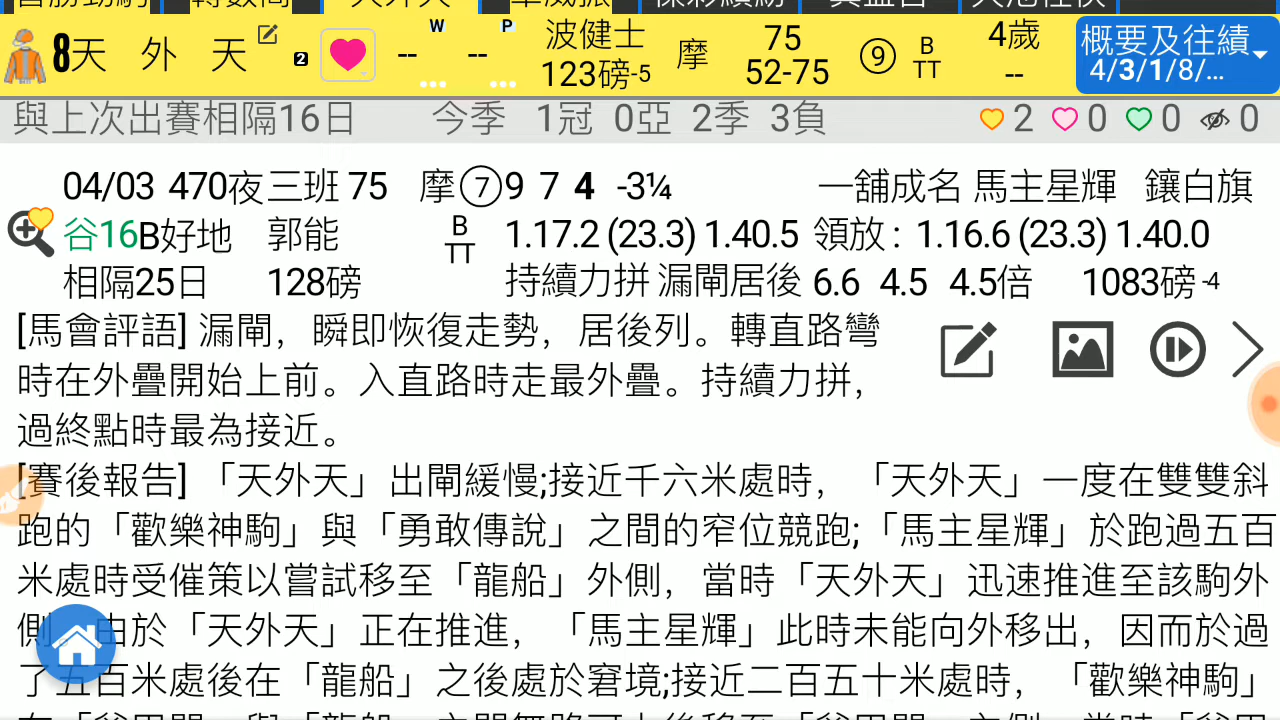 8天 外 天 2 -- W -- P 波健士 123磅-5 摩 75 52-75 9 B TT 4歲 -- 概要及往績 4/3/1/8/...
與上次出賽相隔16日 今季 1冠 0亞 2季 3負 2 0 0 0
04/03 470夜 三班 75 摩 7 9 7 4 -3¼ 一舖成名 馬主星輝 鑲白旗
谷16B好地 郭能 B TT 1.17.2 (23.3) 1.40.5 領放 : 1.16.6 (23.3) 1.40.0
相隔25日 128磅 持續力拼 漏閘居後 6.6 4.5 4.5倍 1083磅-4
[馬會評語] 漏閘，瞬即恢復走勢，居後列。轉直路彎
時在外疊開始上前。入直路時走最外疊。持續力拼，
過終點時最為接近。
[賽後報告] 「天外天」出閘緩慢;接近千六米處時，「天外天」一度在雙雙斜
跑的「歡樂神駒」與「勇敢傳說」之間的窄位競跑;「馬主星輝」於跑過五百
米處時受催策以嘗試移至「龍船」外側，當時「天外天」迅速推進至該駒外
側 由於「天外天」正在推進，「馬主星輝」此時未能向外移出，因而於過
了五百米處後在「龍船」之後處於窘境;接近二百五十米處時，「歡樂神駒」